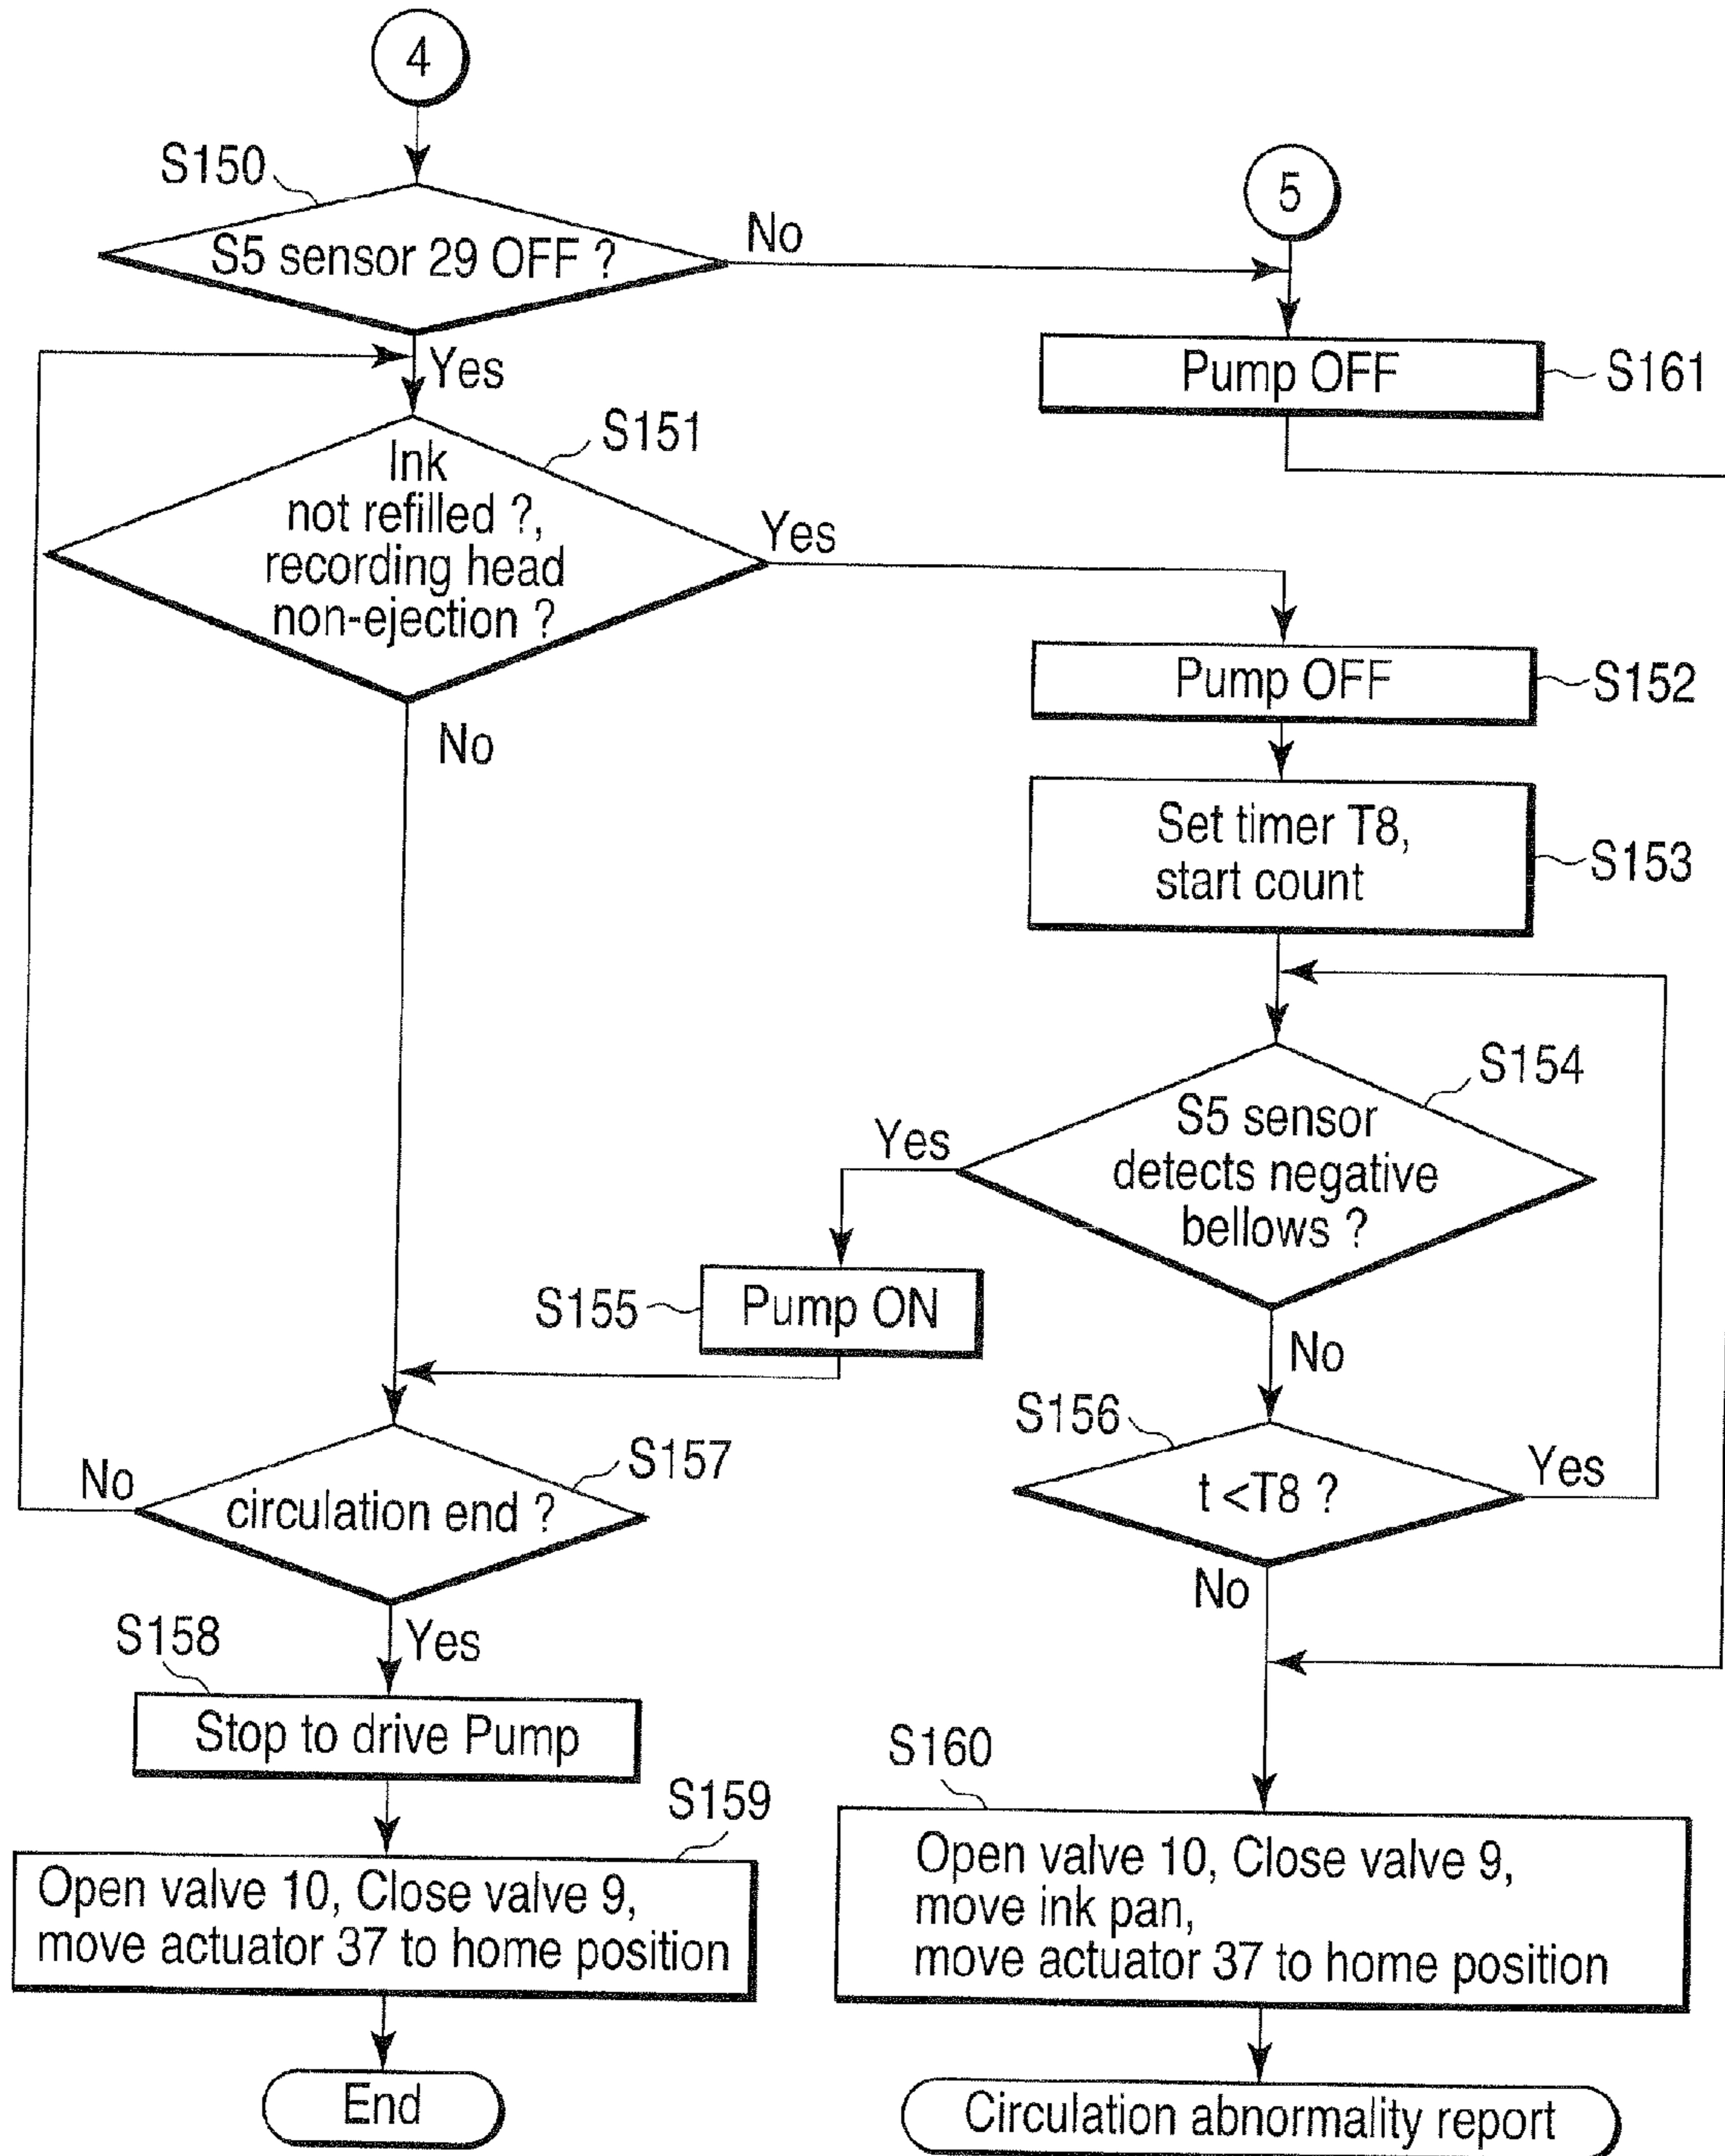 4
S150
S5 sensor 29 OFF ?
No
5
Yes
Pump OFF
S161
S151
Ink
not refilled ?,
recording head
non-ejection ?
Yes
No
Pump OFF
S152
Set timer T8,
start count
S153
S154
S5 sensor
detects negative
bellows ?
Yes
S155
Pump ON
No
S156
t <T8 ?
Yes
No
S157
circulation end ?
No
Yes
S158
Stop to drive Pump
S159
Open valve 10, Close valve 9,
move actuator 37 to home position
S160
Open valve 10, Close valve 9,
move ink pan,
move actuator 37 to home position
End
Circulation abnormality report